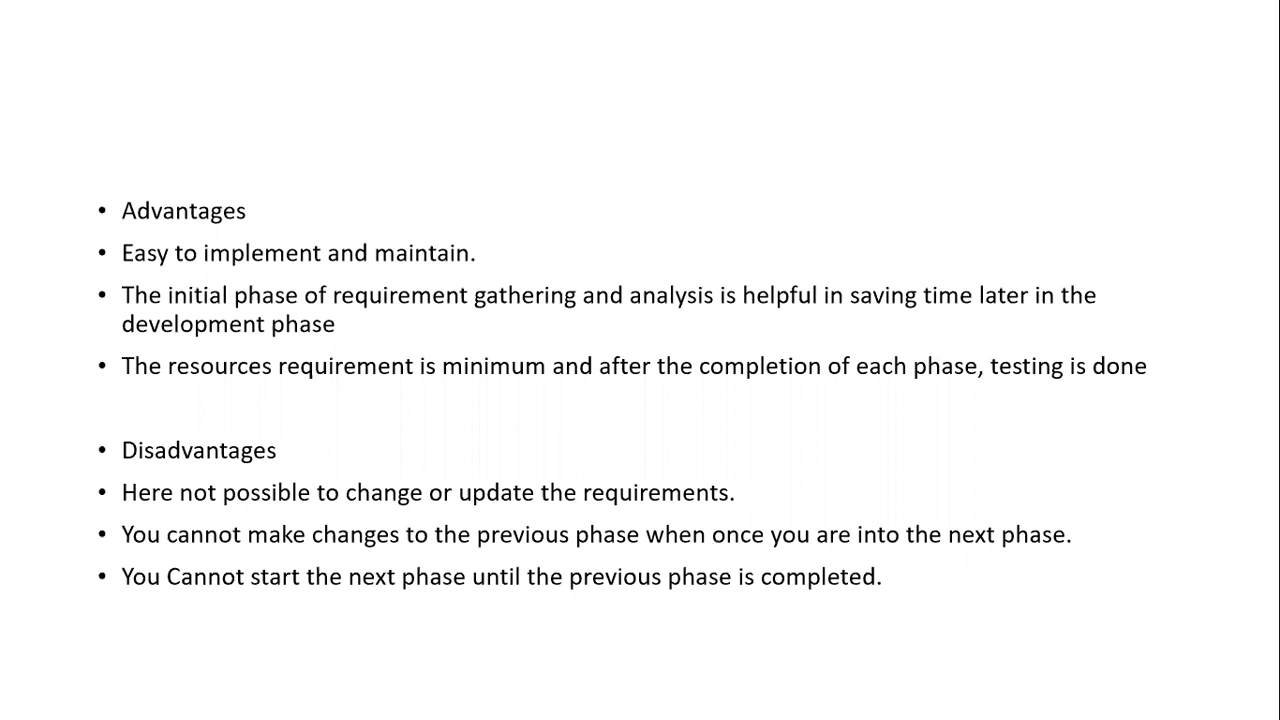 • Advantages
• Easy to implement and maintain.
• The initial phase of requirement gathering and analysis is helpful in saving time later in the
development phase
• The resources requirement is minimum and after the completion of each phase, testing is done
• Disadvantages
• Here not possible to change or update the requirements.
• You cannot make changes to the previous phase when once you are into the next phase.
• You Cannot start the next phase until the previous phase is completed.